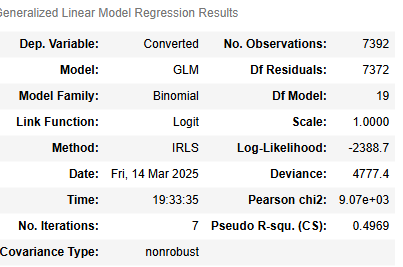 Generalized Linear Model Regression Results
Dep. Variable: Converted No. Observations: 7392
Model: GLM Df Residuals: 7372
Model Family: Binomial Df Model: 19
Link Function: Logit Scale: 1.0000
Method: IRLS Log-Likelihood: -2388.7
Date: Fri, 14 Mar 2025 Deviance: 4777.4
Time: 19:33:35 Pearson chi2: 9.07e+03
No. Iterations: 7 Pseudo R-squ. (CS): 0.4969
Covariance Type: nonrobust